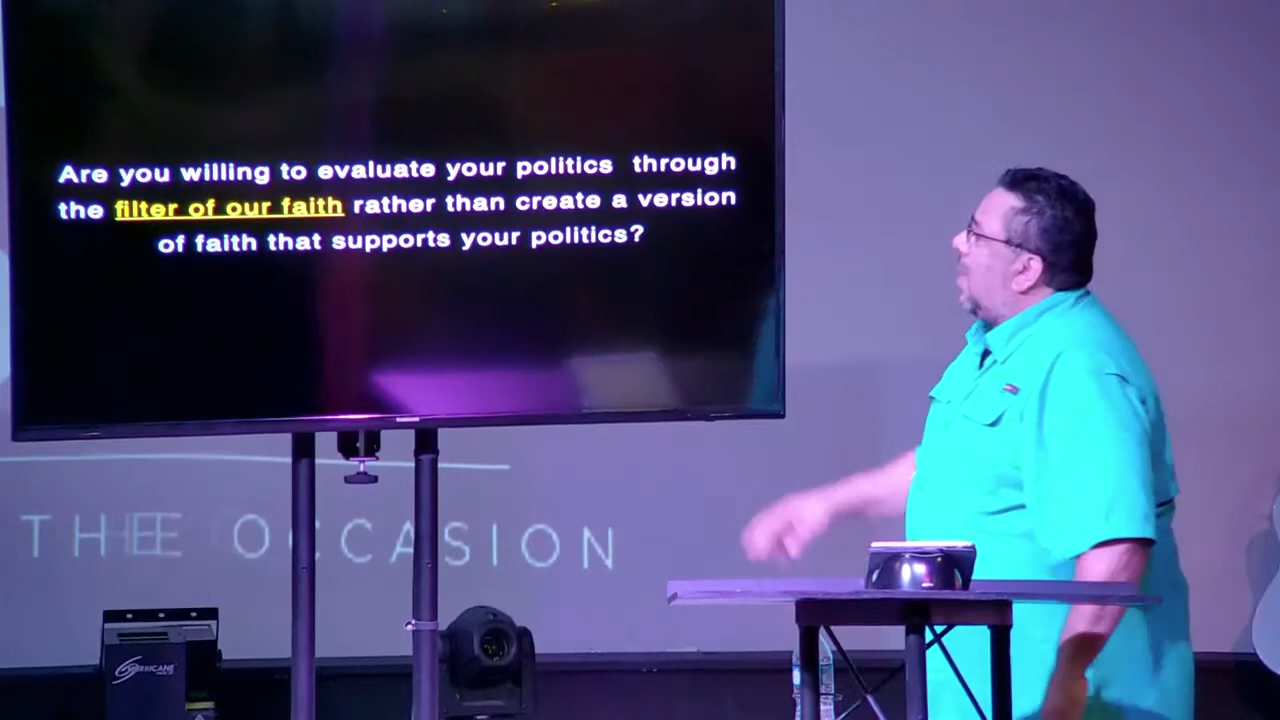 Are you willing to evaluate your politics through
the filter of our faith rather than create a version
of faith that supports your politics?
THE OCCASION
HURRICANE